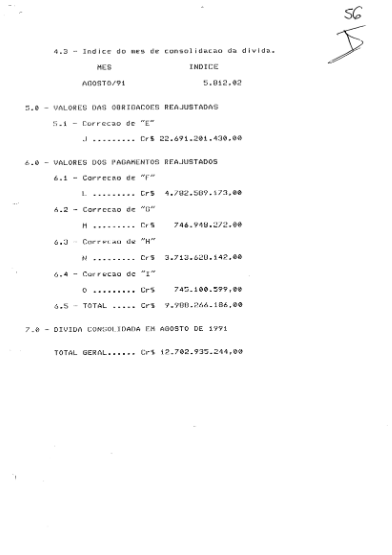 56
4.3 - Indice do mes de consolidacao da divida.
MES INDICE
AGOSTO/91 5.812,02
5.0 - VALORES DAS OBRIGACOES REAJUSTADAS
5.1 - Correcao de "E"
J ......... Cr$ 22.691.201.430,00
6.0 - VALORES DOS PAGAMENTOS REAJUSTADOS
6.1 - Correcao de "F"
L ......... Cr$ 4.782.589.173,00
6.2 - Correcao de "G"
M ......... Cr$ 746.948.272,00
6.3 - Correcao de "H"
N ......... Cr$ 3.713.628.142,00
6.4 - Correcao de "I"
O ......... Cr$ 745.100.599,00
6.5 - TOTAL ..... Cr$ 9.988.266.186,00
7.0 - DIVIDA CONSOLIDADA EM AGOSTO DE 1991
TOTAL GERAL...... Cr$ 12.702.935.244,00